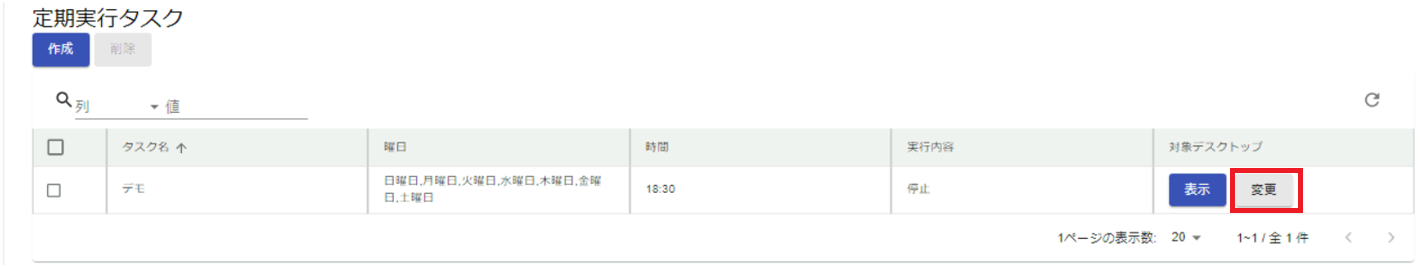 定期実行タスク
作成 削除
列 値
タスク名 ↑ 曜日 時間 実行内容 対象デスクトップ
デモ 日曜日,月曜日,火曜日,水曜日,木曜日,金曜日,土曜日 18:30 停止 表示 変更
1ページの表示数: 20 1~1 / 全 1 件